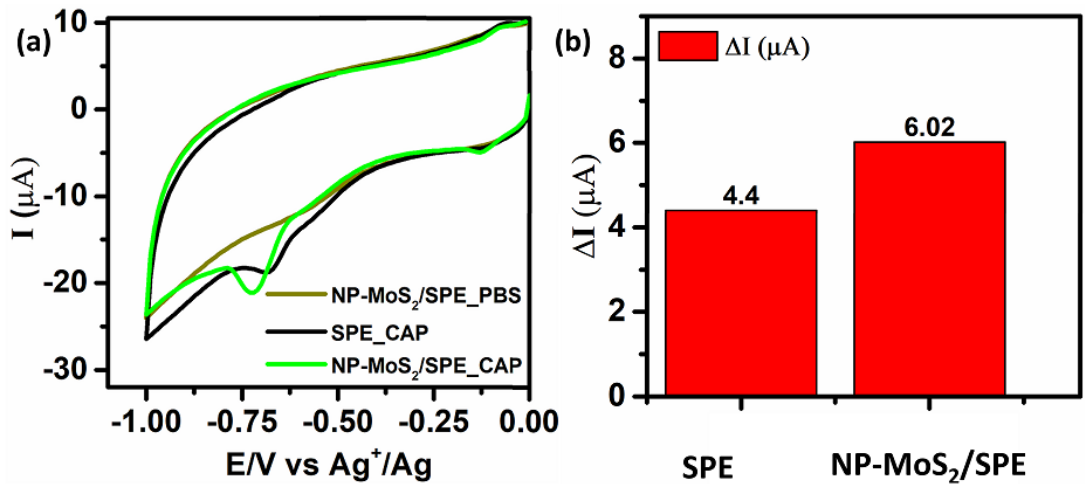 (a)
I (µA)
10
0
-10
-20
-30
NP-MoS₂/SPE_PBS
SPE_CAP
NP-MoS₂/SPE_CAP
-1.00 -0.75 -0.50 -0.25 0.00
E/V vs Ag⁺/Ag
(b)
ΔI (µA)
ΔI (µA)
8
6
4
2
0
4.4
6.02
SPE NP-MoS₂/SPE